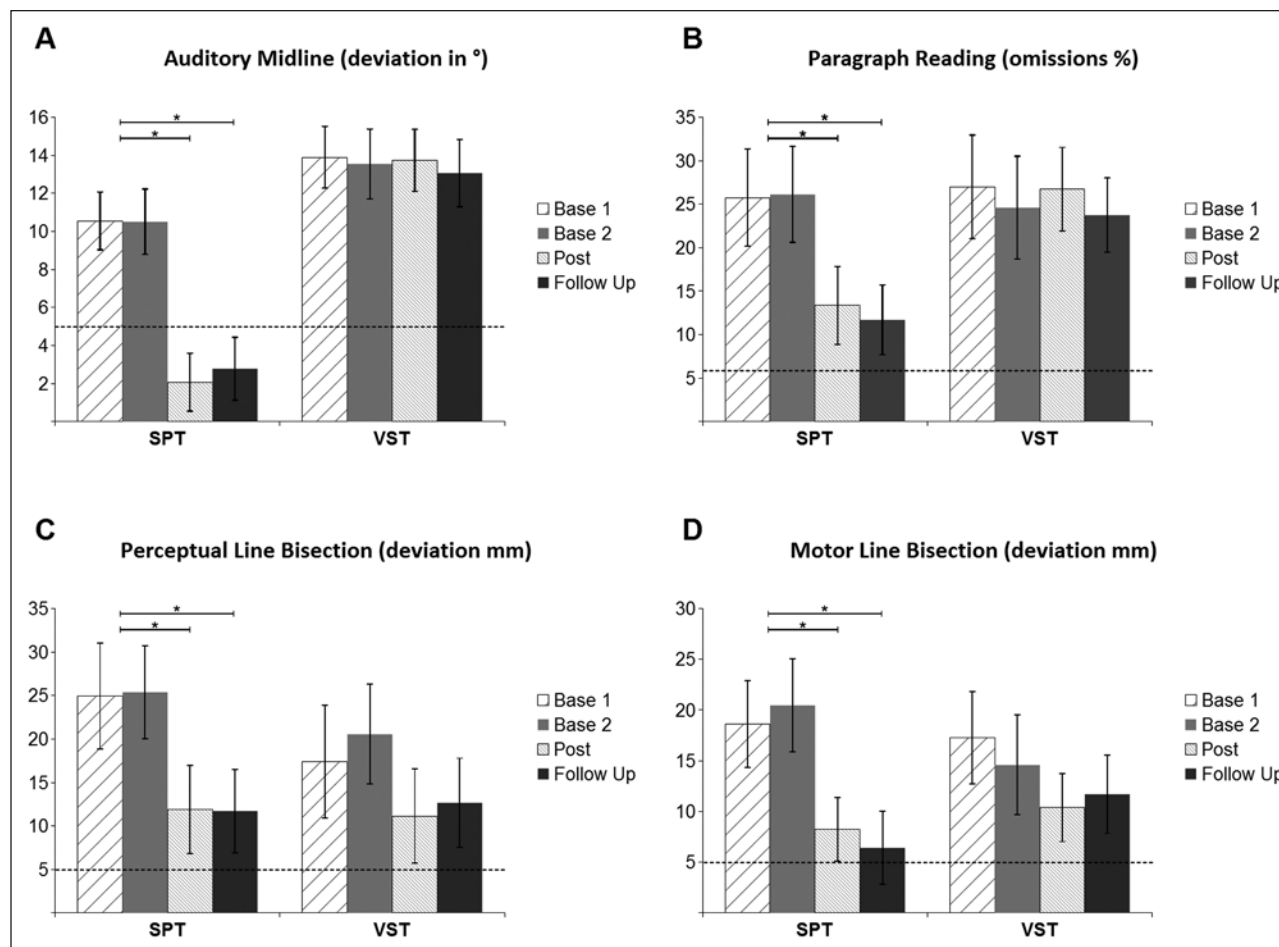 A
Auditory Midline (deviation in °)
16
14
12
10
8
6
4
2
*
*
SPT
VST
Base 1
Base 2
Post
Follow Up
B
Paragraph Reading (omissions %)
35
30
25
20
15
10
5
*
*
SPT
VST
Base 1
Base 2
Post
Follow Up
C
Perceptual Line Bisection (deviation mm)
35
30
25
20
15
10
5
*
*
SPT
VST
Base 1
Base 2
Post
Follow Up
D
Motor Line Bisection (deviation mm)
30
25
20
15
10
5
*
*
SPT
VST
Base 1
Base 2
Post
Follow Up